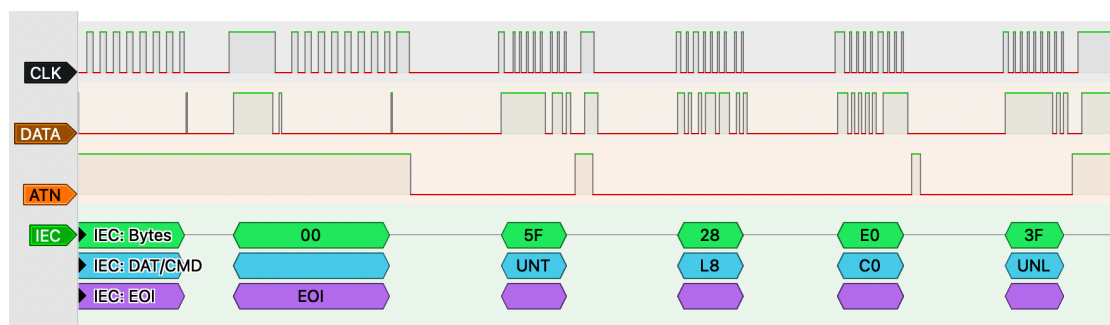 CLK
DATA
ATN
IEC IEC: Bytes 00 5F 28 E0 3F
IEC: DAT/CMD UNT L8 C0 UNL
IEC: EOI EOI